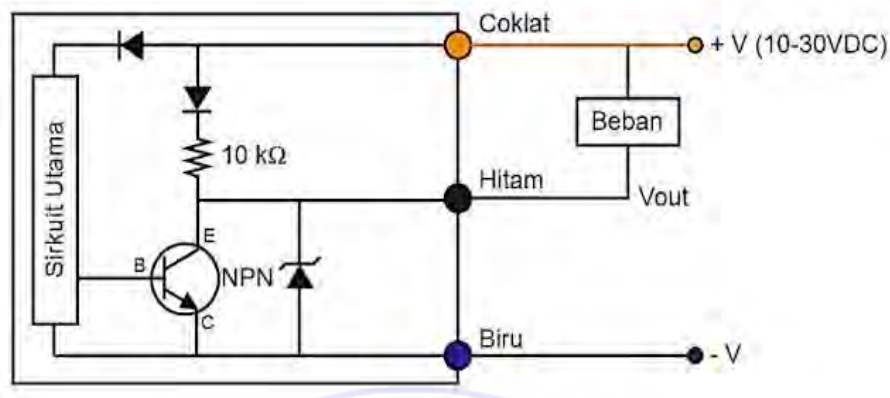 Coklat
+ V (10-30VDC)
Beban
10 kΩ
Hitam
Vout
Sirkuit Utama
E
B
NPN
C
Biru
- V